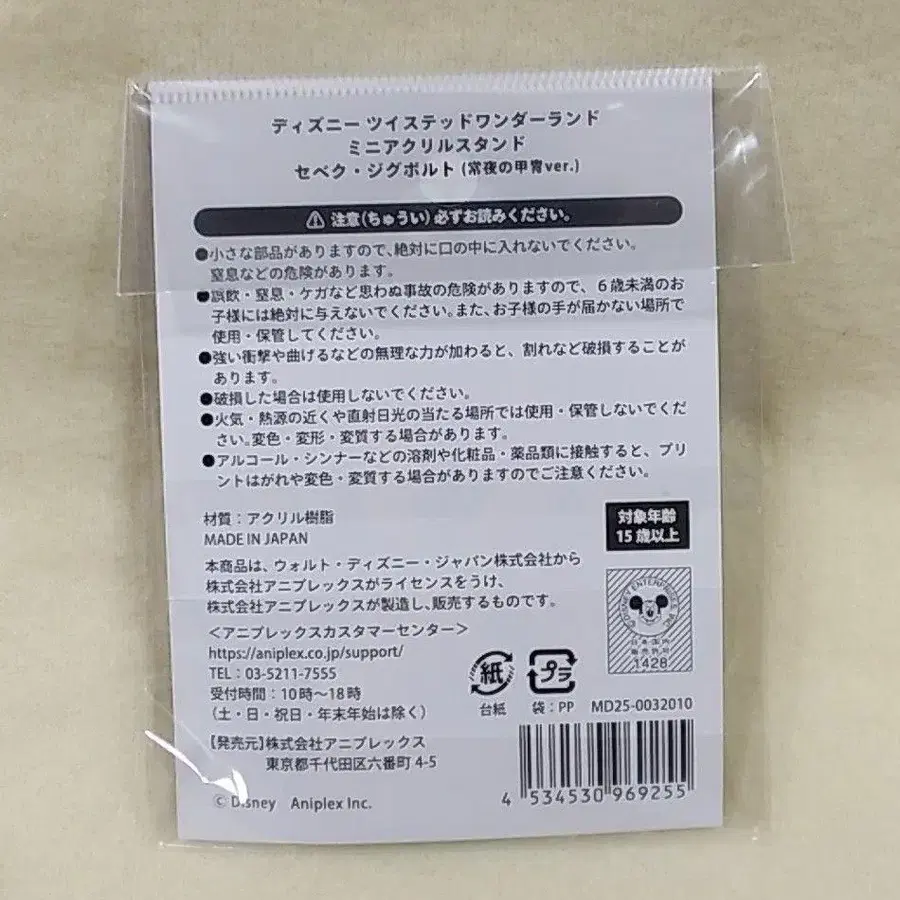 ディズニー ツイステッドワンダーランド
ミニアクリルスタンド
セベク・ジグボルト (常夜の甲冑ver.)
⚠ 注意(ちゅうい)必ずお読みください。
●小さな部品がありますので、絶対に口の中に入れないでください。
窒息などの危険があります。
●誤飲・窒息・ケガなど思わぬ事故の危険がありますので、６歳未満のお
子様には絶対に与えないでください。また、お子様の手が届かない場所で
使用・保管してください。
●強い衝撃や曲げるなどの無理な力が加わると、割れなど破損することが
あります。
●破損した場合は使用しないでください。
●火気・熱源の近くや直射日光の当たる場所では使用・保管しないでくだ
さい。変色・変形・変質する場合があります。
●アルコール・シンナーなどの溶剤や化粧品・薬品類に接触すると、プリ
ントはがれや変色・変質する場合がありますのでご注意ください。
材質：アクリル樹脂
MADE IN JAPAN
対象年齢
15 歳以上
本商品は、ウォルト・ディズニー・ジャパン株式会社から
株式会社アニプレックスがライセンスをうけ、
株式会社アニプレックスが製造し、販売するものです。
©DISNEY ENTERPRISES, INC.
日本国内
販売許可
1428
＜アニプレックスカスタマーセンター＞
https://aniplex.co.jp/support/
TEL：03-5211-7555
受付時間：10時～18時
（土・日・祝日・年末年始は除く）
紙
プラ
台紙
袋：PP
MD25-0032010
【発売元】株式会社アニプレックス
東京都千代田区六番町 4-5
© Disney Aniplex Inc.
4 534530 969255